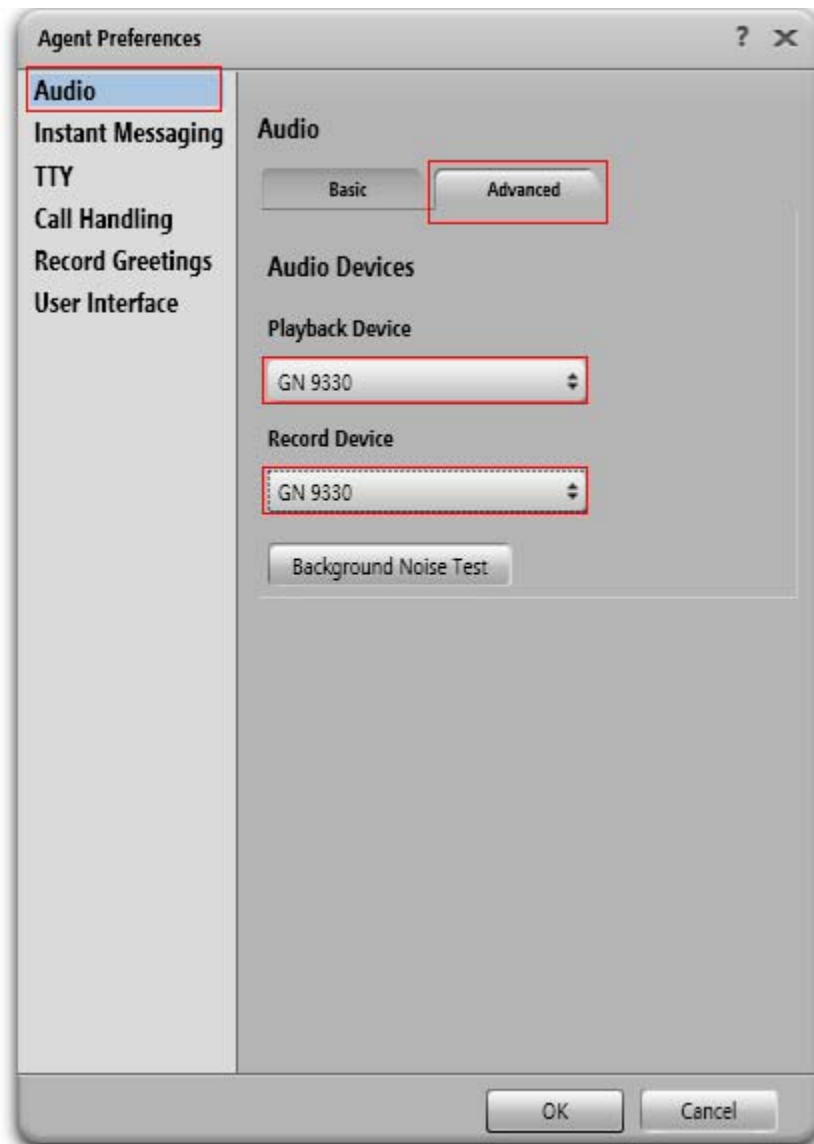 Agent Preferences ?
Audio
Instant Messaging
TTY
Call Handling
Record Greetings
User Interface
Audio
Basic
Advanced
Audio Devices
Playback Device
GN 9330
Record Device
GN 9330
Background Noise Test
OK
Cancel